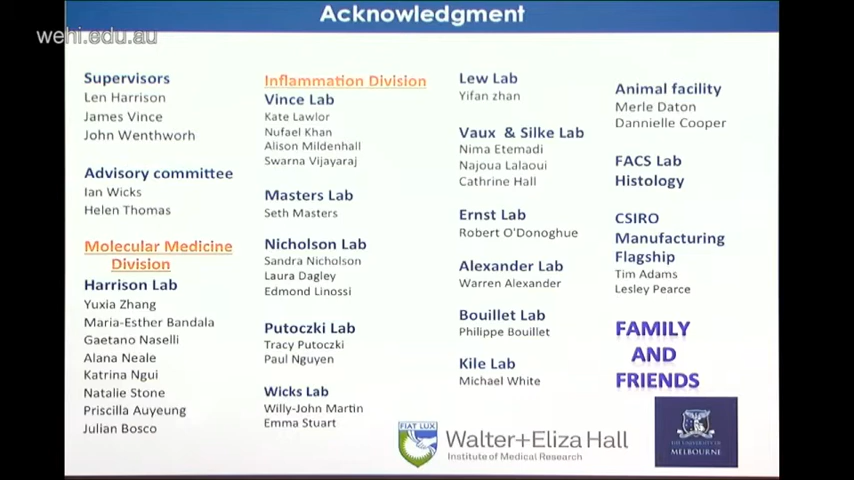 Acknowledgment
wehi.edu.au
Supervisors
Len Harrison
James Vince
John Wenthworh
Advisory committee
Ian Wicks
Helen Thomas
Molecular Medicine
Division
Harrison Lab
Yuxia Zhang
Maria-Esther Bandala
Gaetano Naselli
Alana Neale
Katrina Ngui
Natalie Stone
Priscilla Auyeung
Julian Bosco
Inflammation Division
Vince Lab
Kate Lawlor
Nufael Khan
Alison Mildenhall
Swarna Vijayaraj
Masters Lab
Seth Masters
Nicholson Lab
Sandra Nicholson
Laura Dagley
Edmond Linossi
Putoczki Lab
Tracy Putoczki
Paul Nguyen
Wicks Lab
Willy-John Martin
Emma Stuart
Lew Lab
Yifan zhan
Vaux & Silke Lab
Nima Etemadi
Najoua Lalaoui
Cathrine Hall
Ernst Lab
Robert O'Donoghue
Alexander Lab
Warren Alexander
Bouillet Lab
Philippe Bouillet
Kile Lab
Michael White
Animal facility
Merle Daton
Dannielle Cooper
FACS Lab
Histology
CSIRO
Manufacturing
Flagship
Tim Adams
Lesley Pearce
FAMILY
AND
FRIENDS
FIAT LUX
Walter+Eliza Hall
Institute of Medical Research
THE UNIVERSITY OF
MELBOURNE